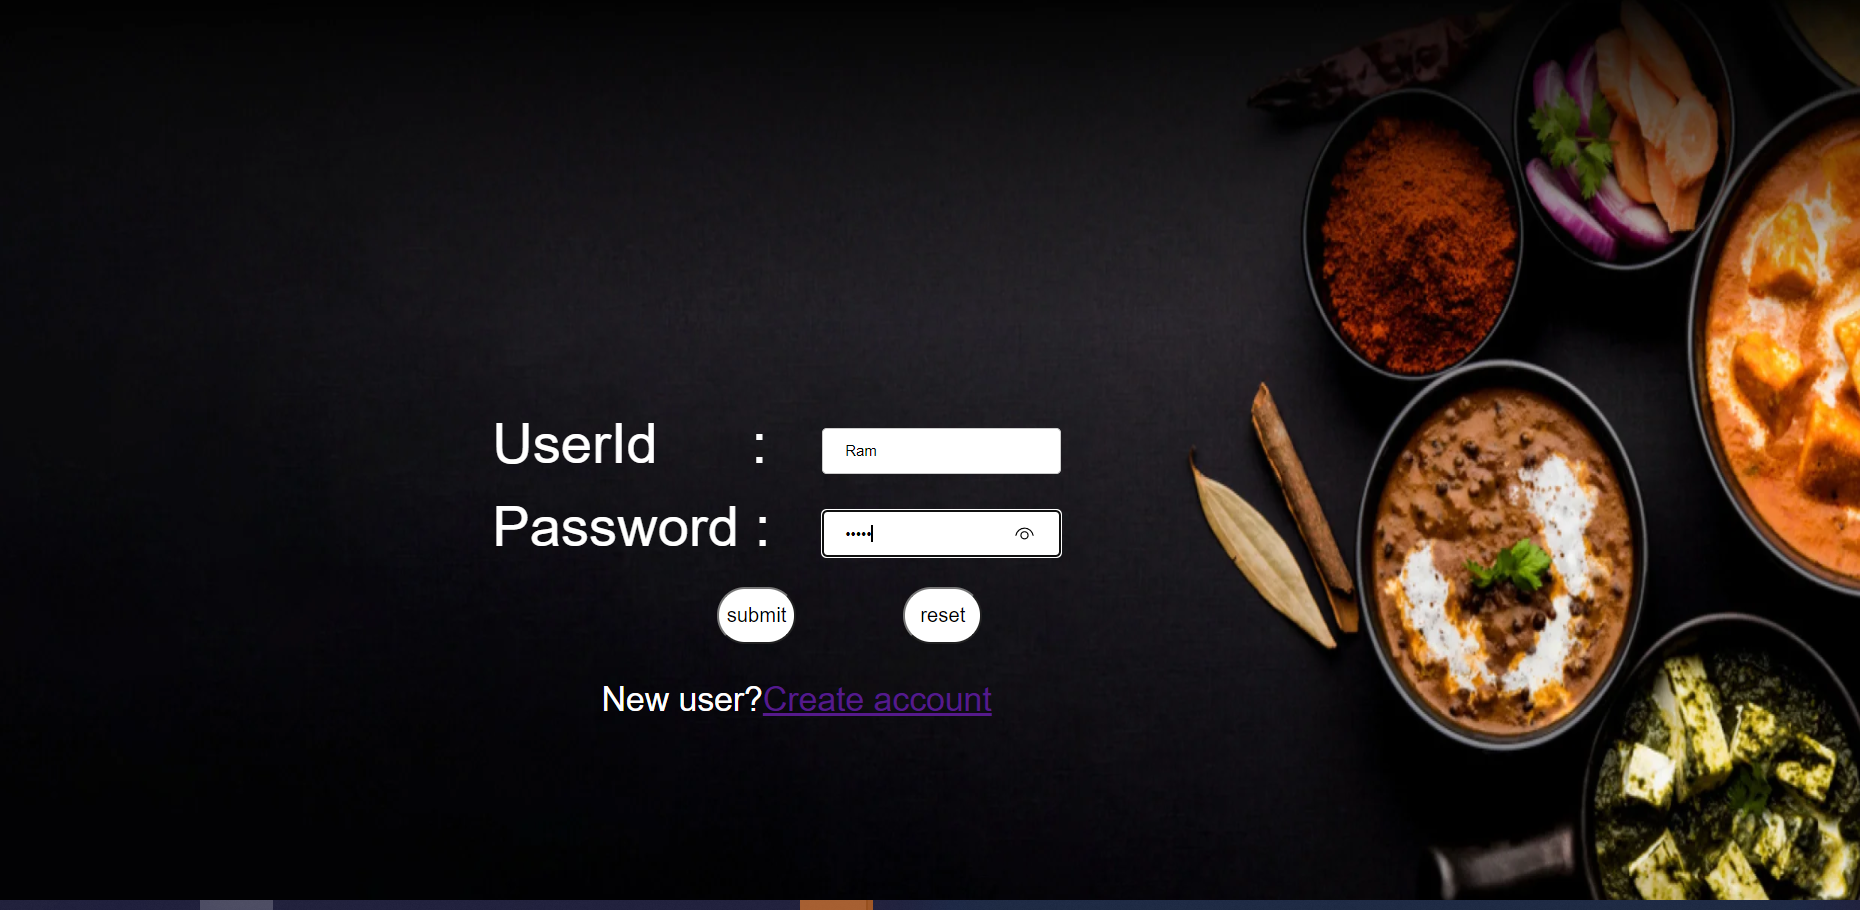 UserId : Ram
Password : •••••
submit reset
New user?Create account